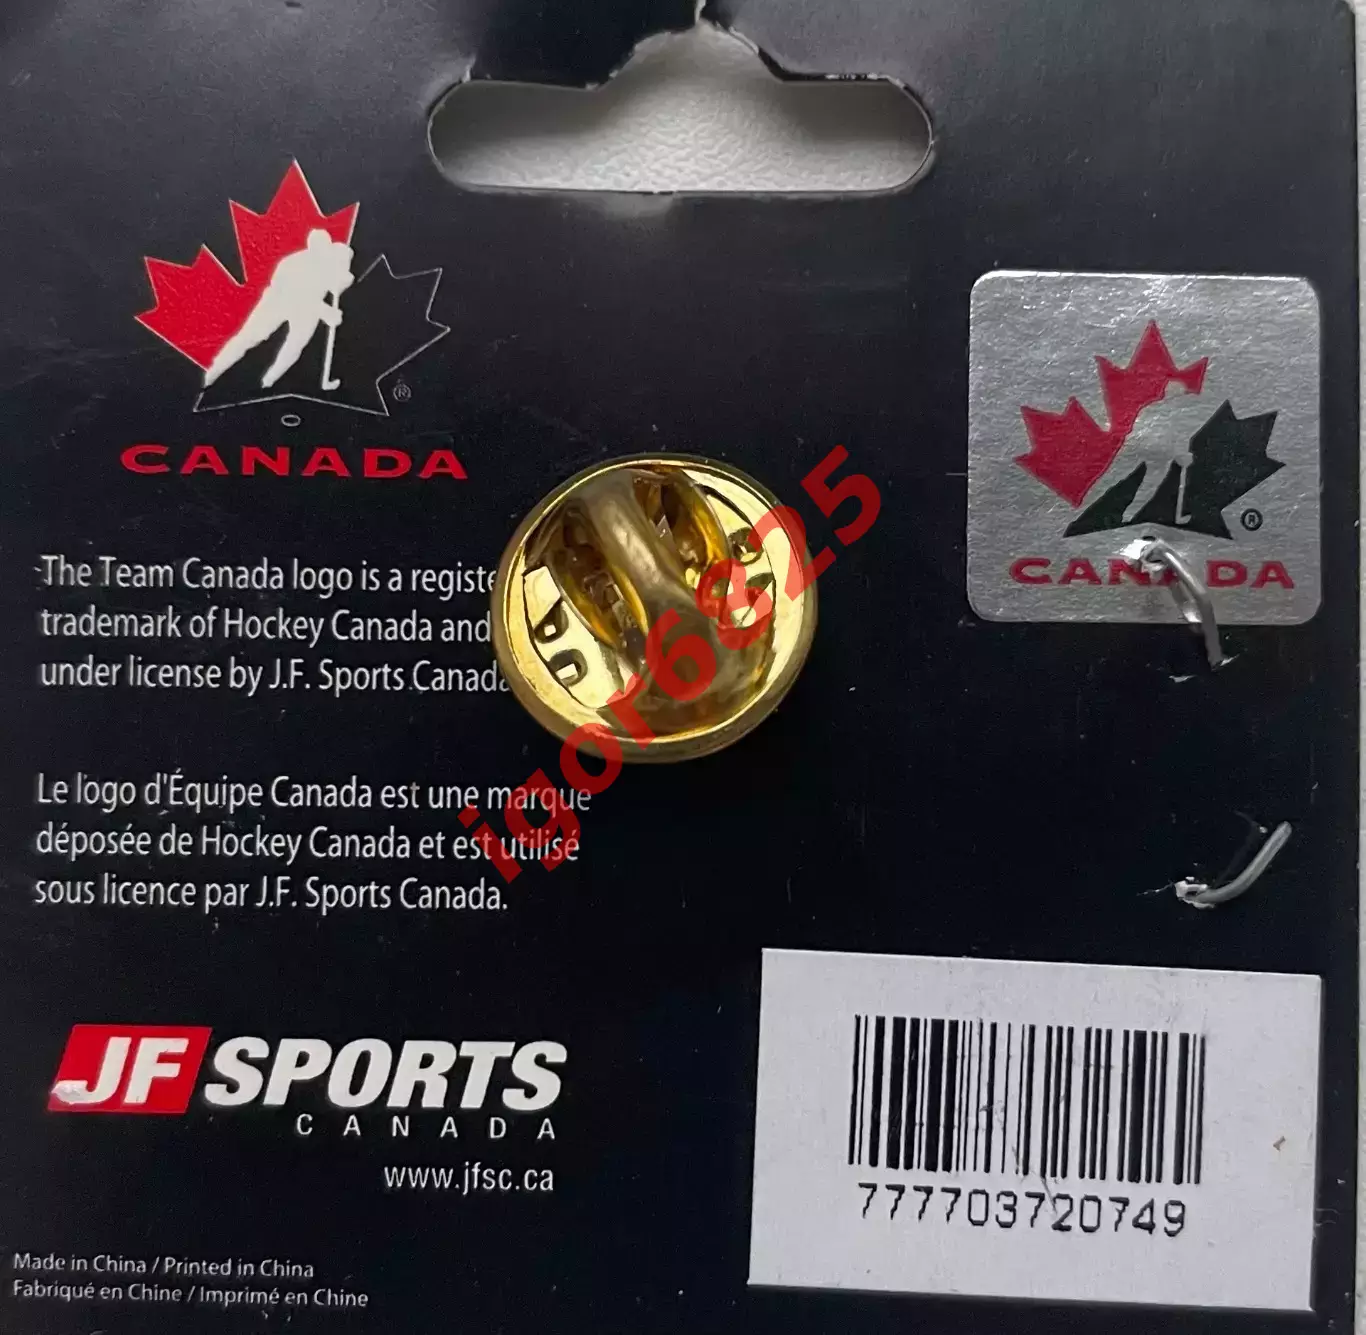 CANADA
®
The Team Canada logo is a registe
trademark of Hockey Canada and
under license by J.F. Sports Canada
Le logo d'Équipe Canada est une marque
déposée de Hockey Canada et est utilisé
sous licence par J.F. Sports Canada.
JF SPORTS
CANADA
www.jfsc.ca
Made in China / Printed in China
Fabriqué en Chine / Imprimé en Chine
®
CANADA
777703720749
igor6825